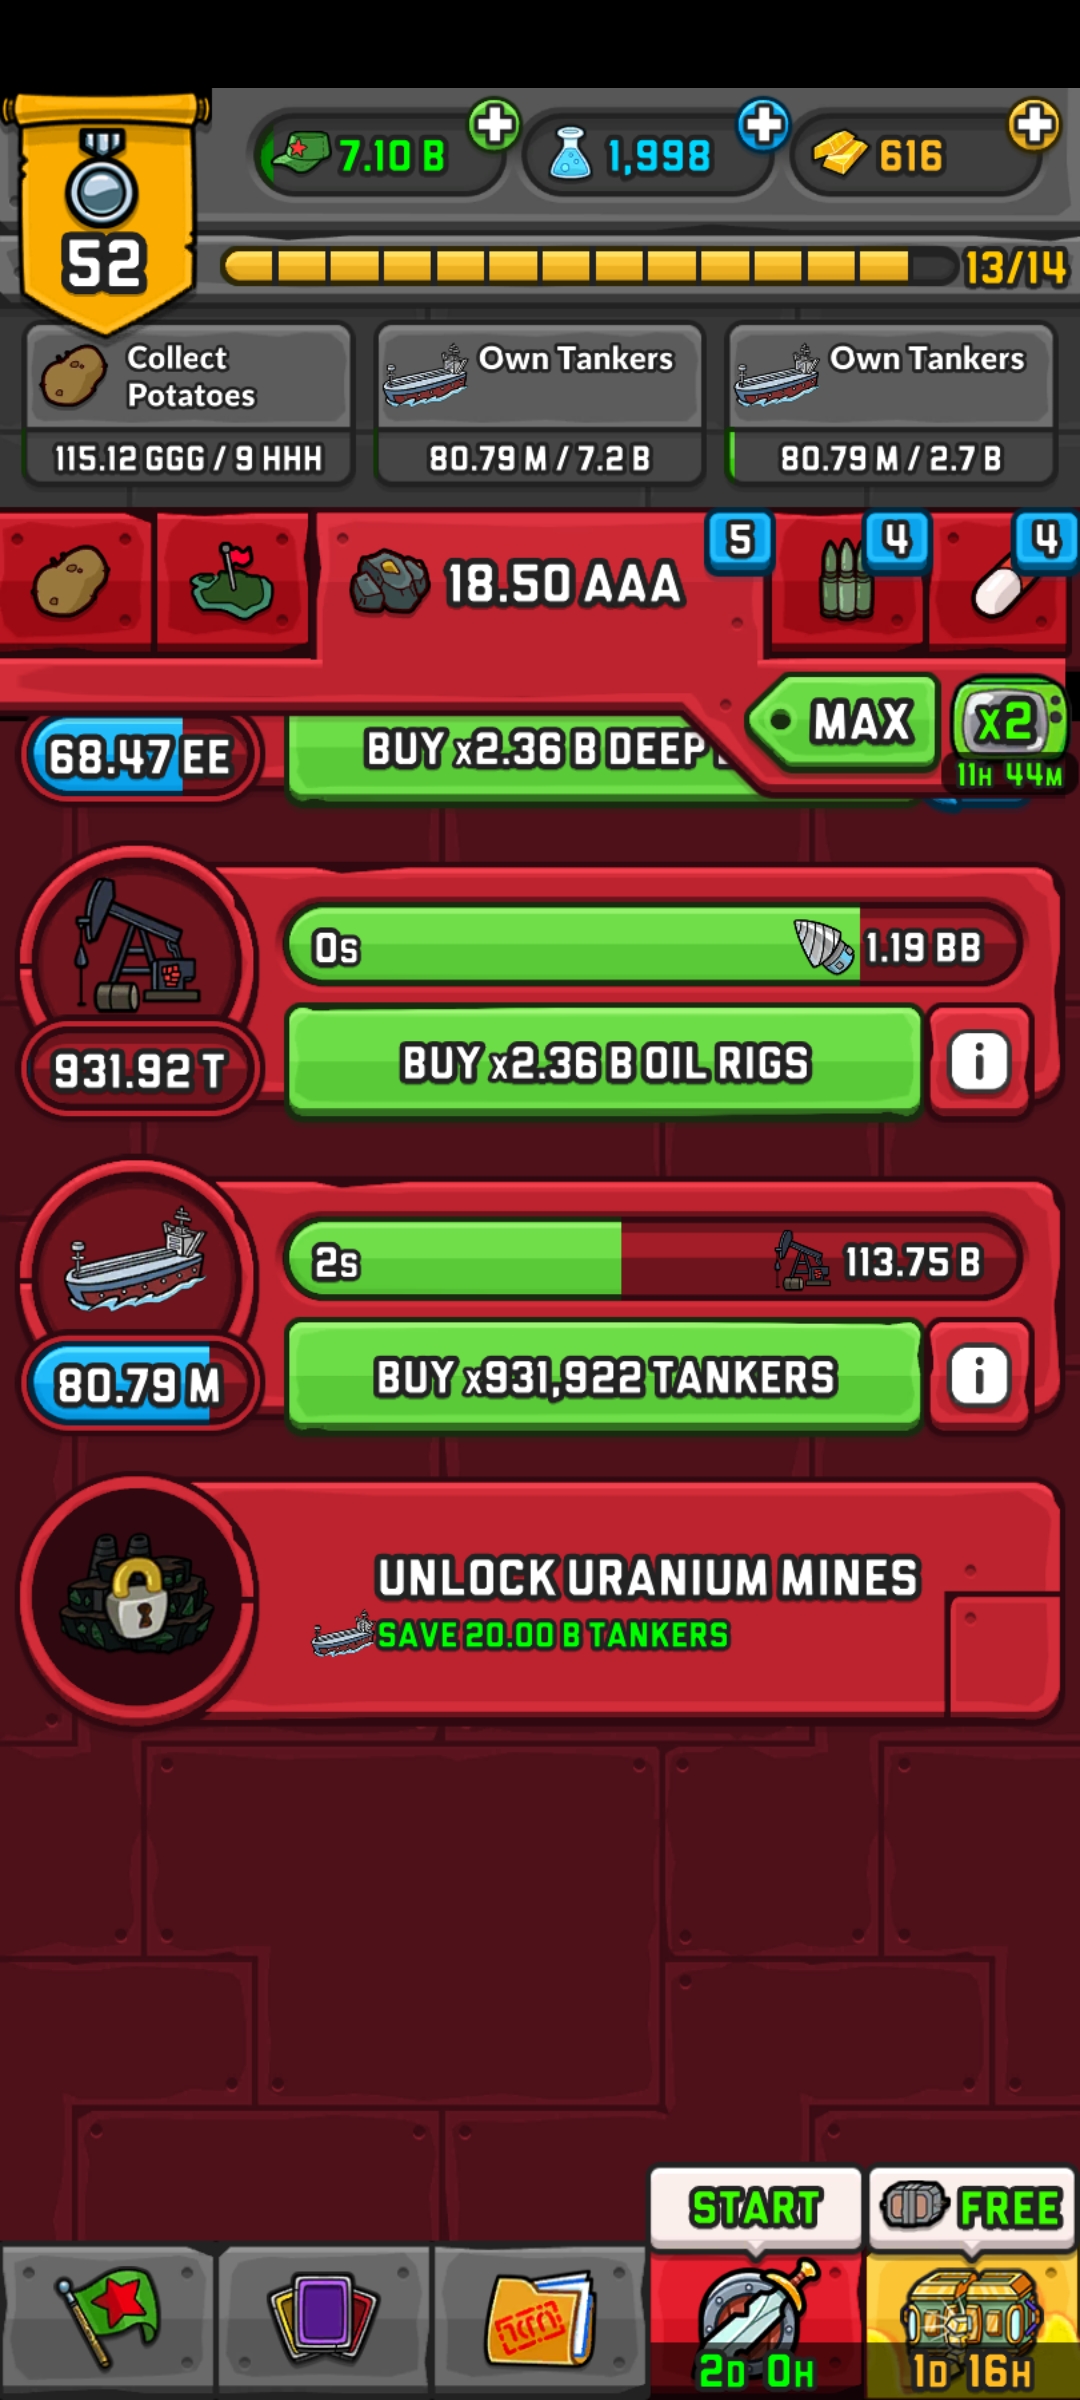 7.10 B
1,998
616
52
13/14
Collect
Potatoes
Own Tankers
Own Tankers
115.12 GGG / 9 HHH
80.79 M / 7.2 B
80.79 M / 2.7 B
18.50 AAA
5
4
4
MAX
x2
11H 44M
68.47 EE
BUY x2.36 B DEEP
0s
1.19 BB
931.92 T
BUY x2.36 B OIL RIGS
i
2s
113.75 B
80.79 M
BUY x931,922 TANKERS
i
UNLOCK URANIUM MINES
SAVE 20.00 B TANKERS
START
FREE
2D 0H
1D 16H